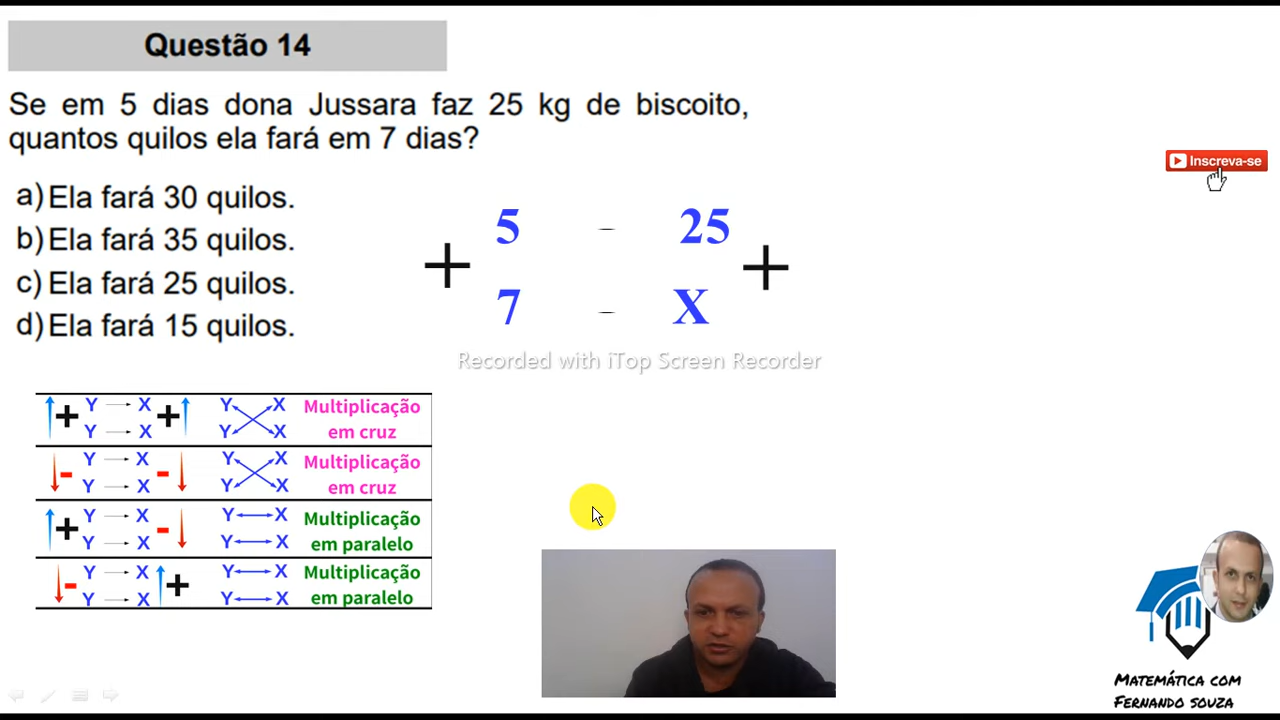 Questão 14
Se em 5 dias dona Jussara faz 25 kg de biscoito,
quantos quilos ela fará em 7 dias?
a) Ela fará 30 quilos.
b) Ela fará 35 quilos.
c) Ela fará 25 quilos.
d) Ela fará 15 quilos.
5 - 25
+ +
7 - X
Inscreva-se
Recorded with iTop Screen Recorder
Y X Y X Multiplicação
+ +
Y X Y X em cruz
Y X Y X Multiplicação
- -
Y X Y X em cruz
Y X Y X Multiplicação
+ -
Y X Y X em paralelo
Y X Y X Multiplicação
- +
Y X Y X em paralelo
Matemática com
Fernando Souza